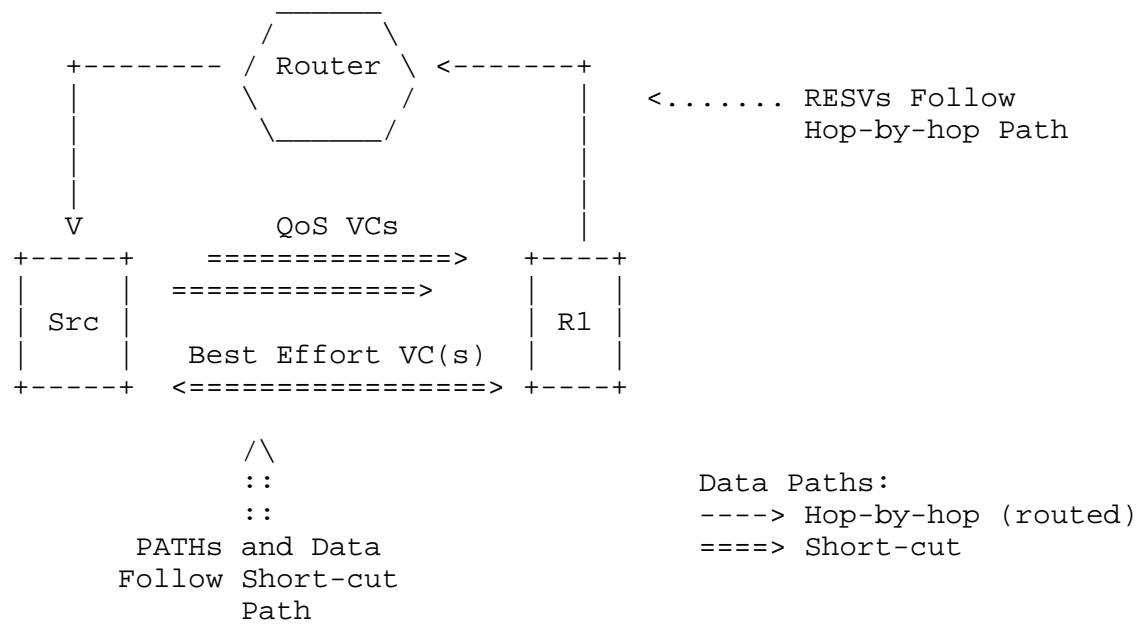 Router
<....... RESVs Follow
Hop-by-hop Path
QoS VCs
Src
R1
Best Effort VC(s)
Data Paths:
----> Hop-by-hop (routed)
PATHs and Data
====> Short-cut
Follow Short-cut
Path